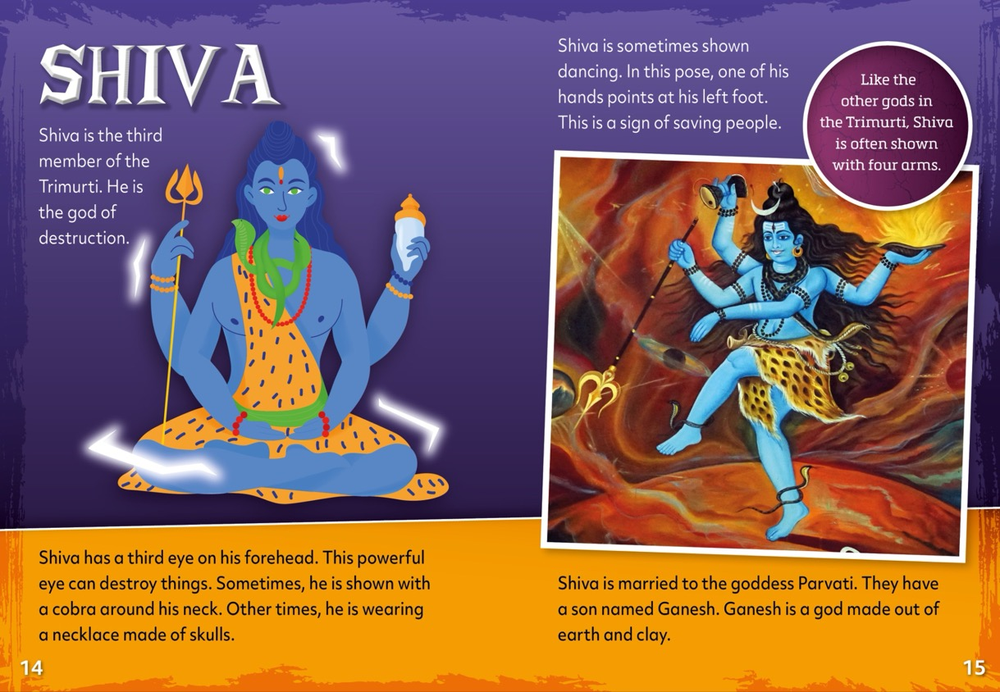 SHIVA
Shiva is the third
member of the
Trimurti. He is
the god of
destruction.
Shiva has a third eye on his forehead. This powerful
eye can destroy things. Sometimes, he is shown with
a cobra around his neck. Other times, he is wearing
a necklace made of skulls.
14
Shiva is sometimes shown
dancing. In this pose, one of his
hands points at his left foot.
This is a sign of saving people.
Like the
other gods in
the Trimurti, Shiva
is often shown
with four arms.
Shiva is married to the goddess Parvati. They have
a son named Ganesh. Ganesh is a god made out of
earth and clay.
15